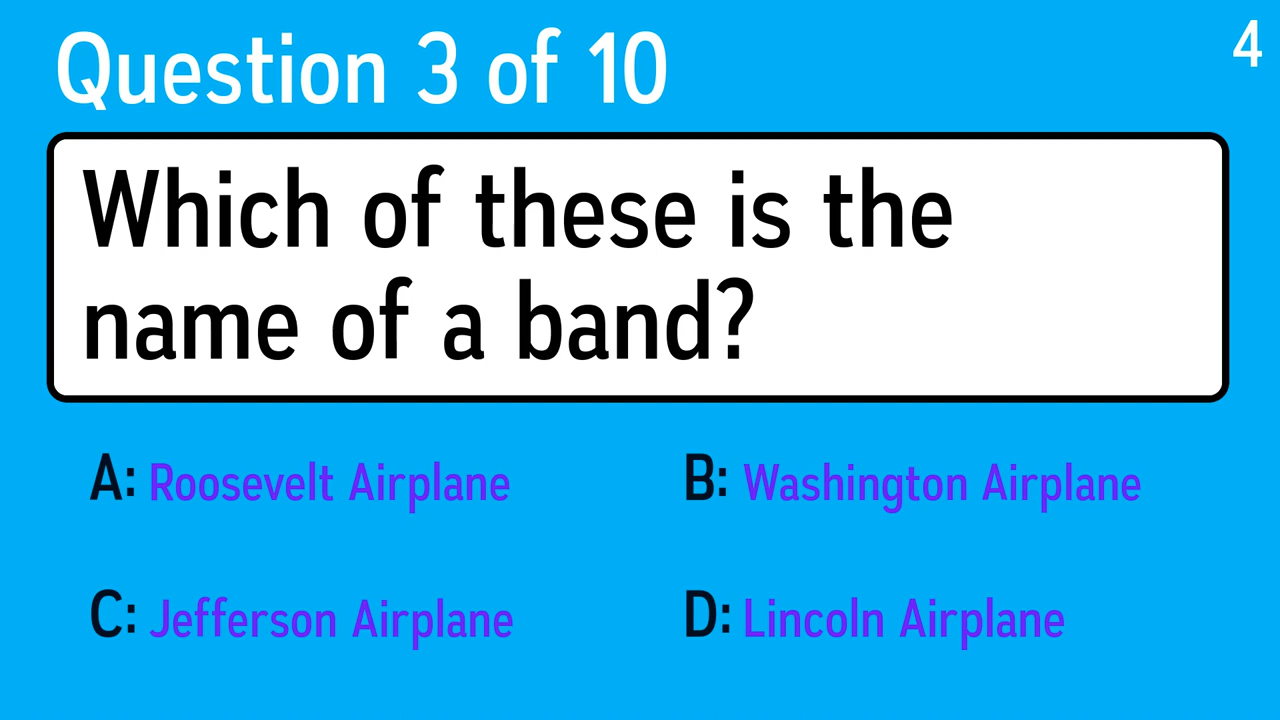 Question 3 of 10
4
Which of these is the
name of a band?
A: Roosevelt Airplane
B: Washington Airplane
C: Jefferson Airplane
D: Lincoln Airplane